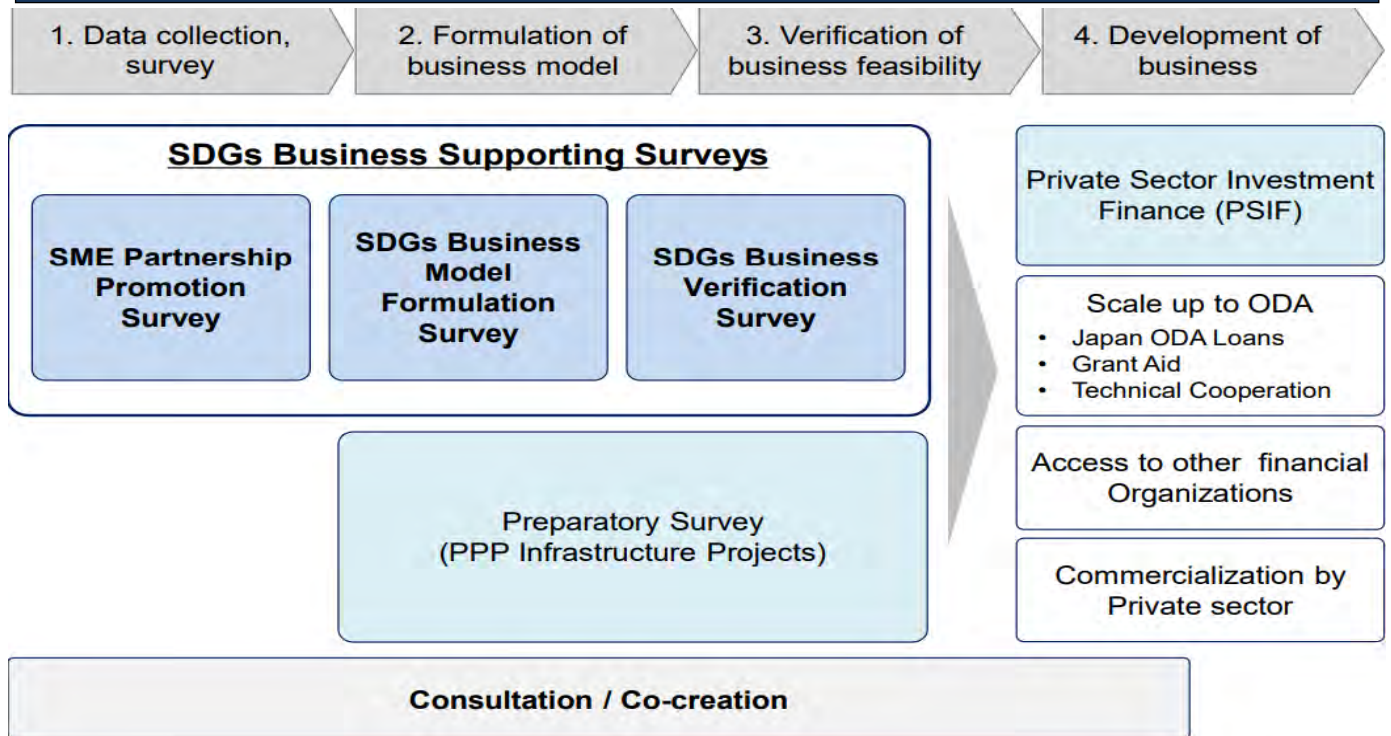 1. Data collection,
survey
2. Formulation of
business model
3. Verification of
business feasibility
4. Development of
business
SDGs Business Supporting Surveys
SME Partnership
Promotion
Survey
SDGs Business
Model
Formulation
Survey
SDGs Business
Verification
Survey
Preparatory Survey
(PPP Infrastructure Projects)
Private Sector Investment
Finance (PSIF)
Scale up to ODA
• Japan ODA Loans
• Grant Aid
• Technical Cooperation
Access to other financial
Organizations
Commercialization by
Private sector
Consultation / Co-creation